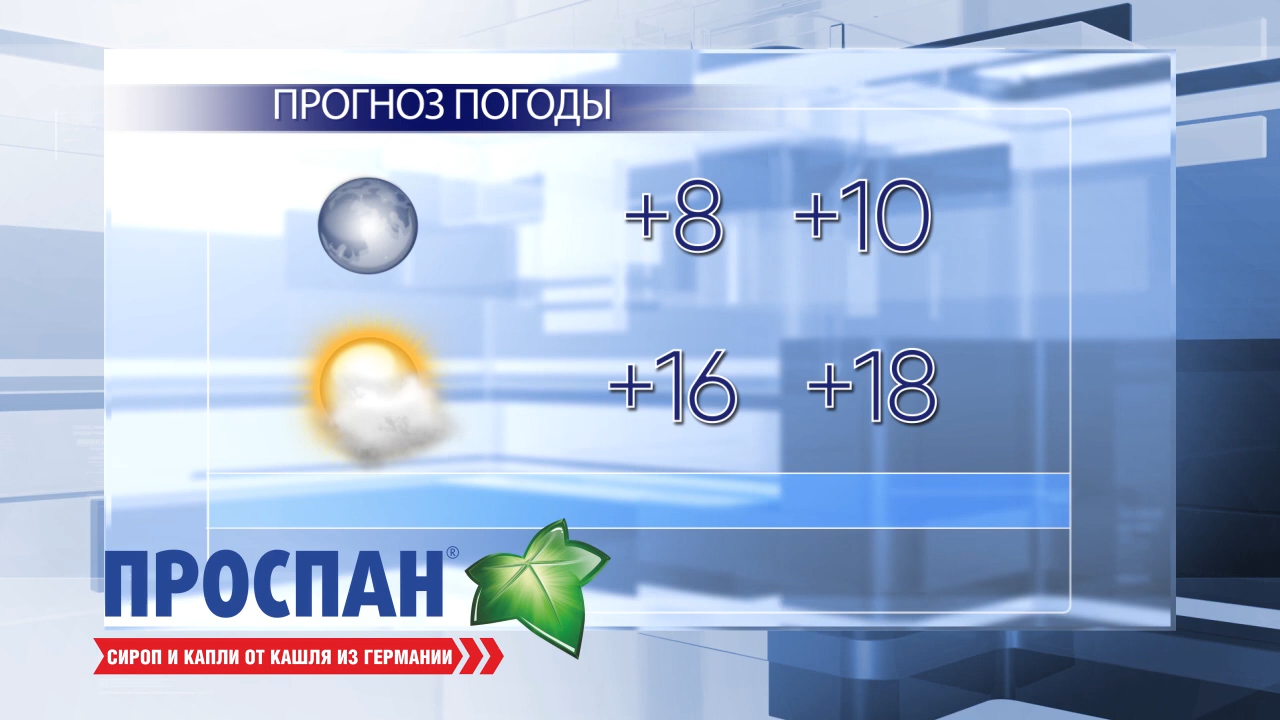 ПРОГНОЗ ПОГОДЫ
+8 +10
+16 +18
ПРОСПАН®
СИРОП И КАПЛИ ОТ КАШЛЯ ИЗ ГЕРМАНИИ